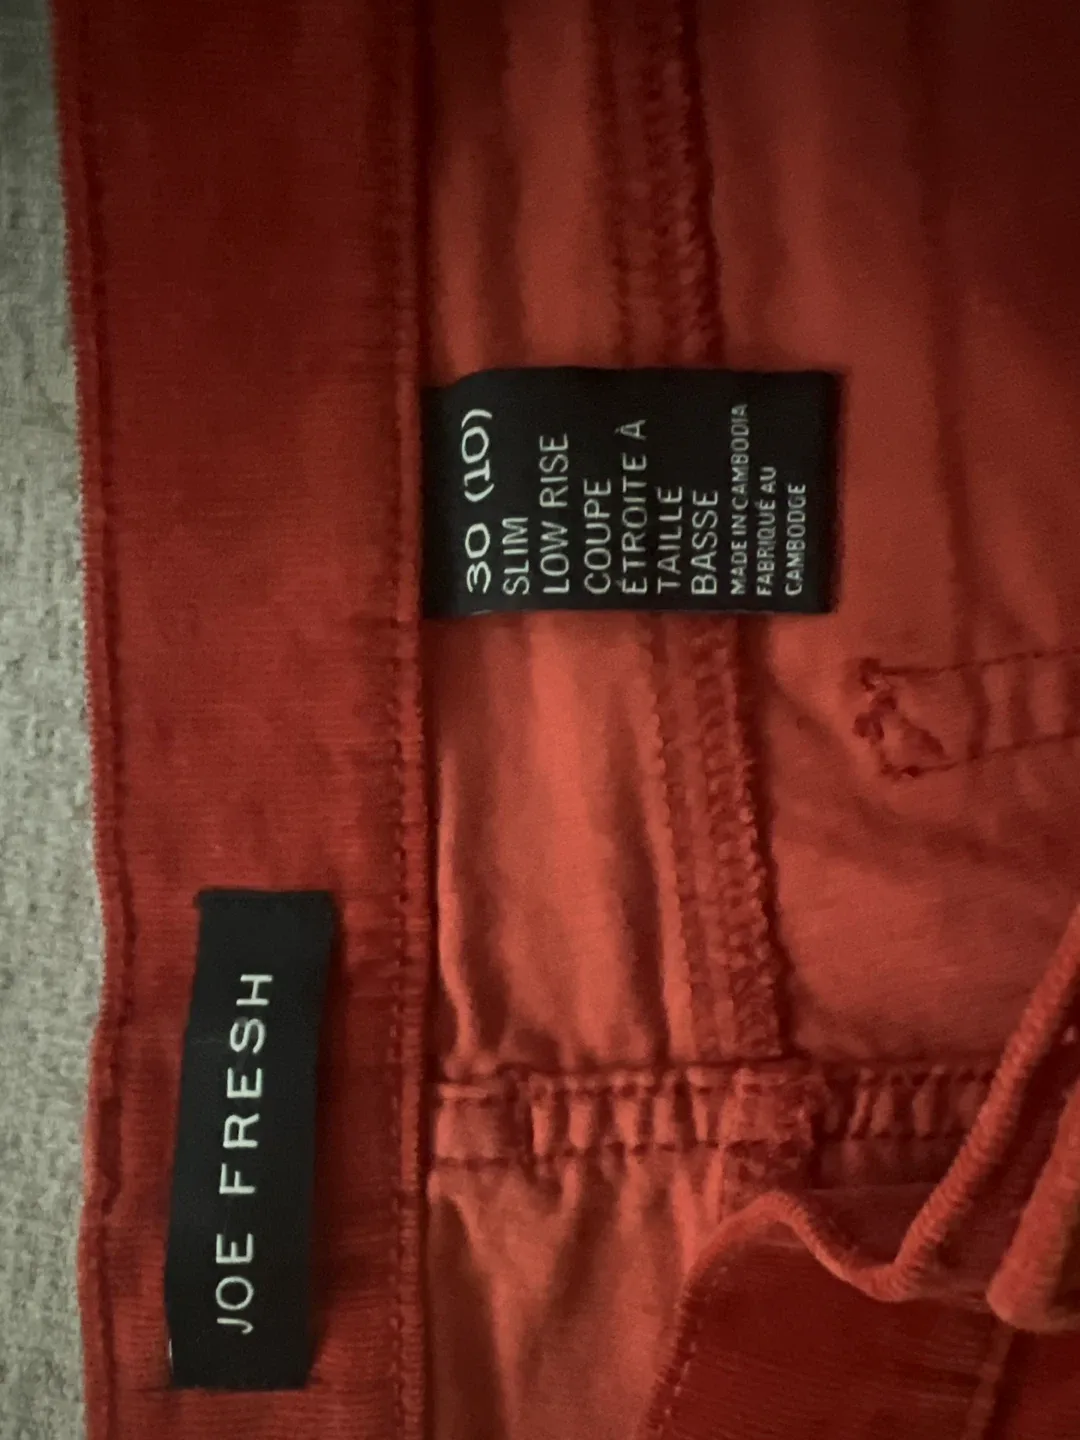 30 (10)
SLIM
LOW RISE
COUPE
ÉTROITE À
TAILLE
BASSE
MADE IN CAMBODIA
FABRIQUÉ AU
CAMBODGE
JOE FRESH